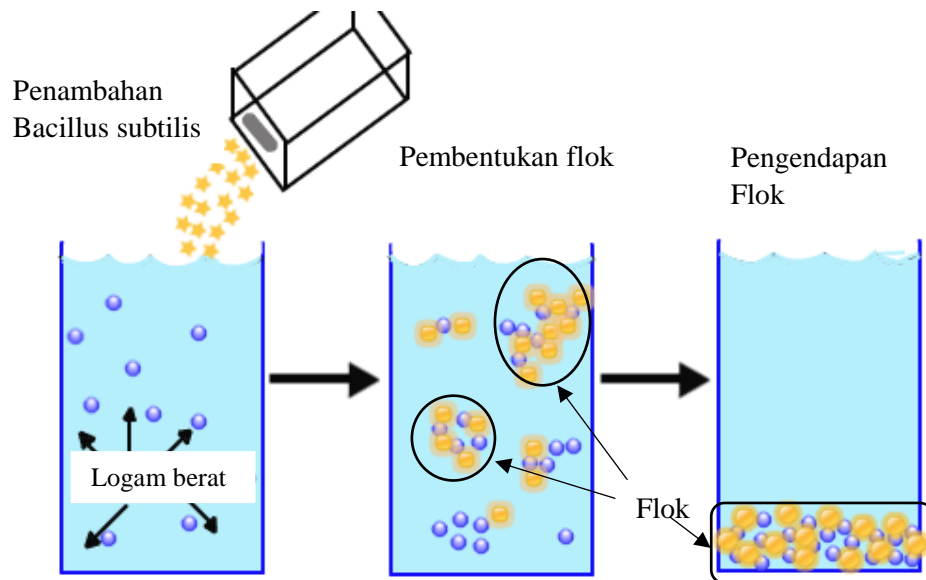 Penambahan
Bacillus subtilis
Pembentukan flok
Pengendapan
Flok
Logam berat
Flok